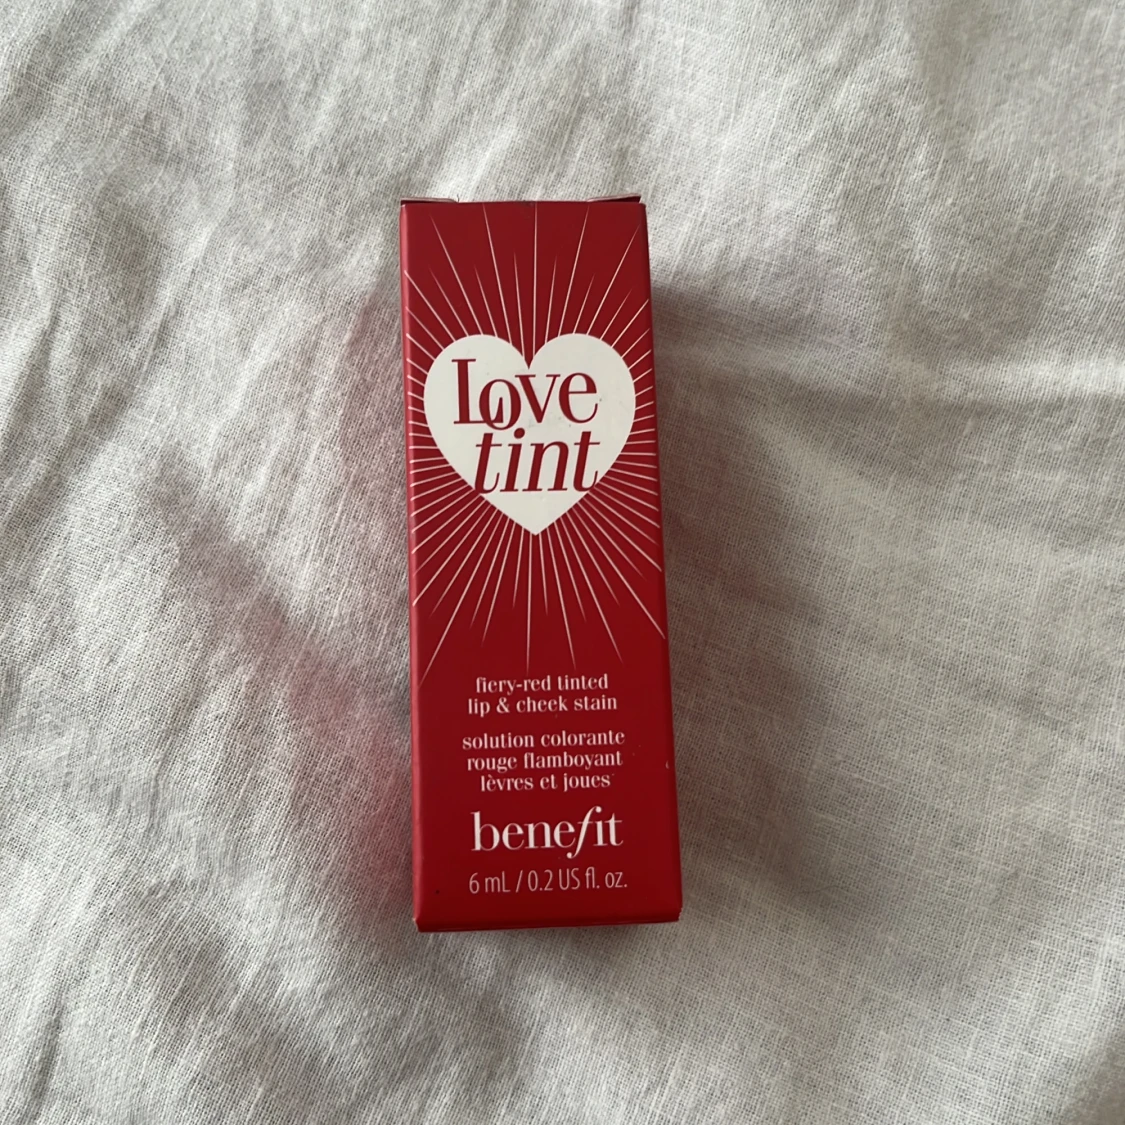 Love
tint
fiery-red tinted
lip & cheek stain
solution colorante
rouge flamboyant
lèvres et joues
benefit
6 mL / 0.2 US fl. oz.